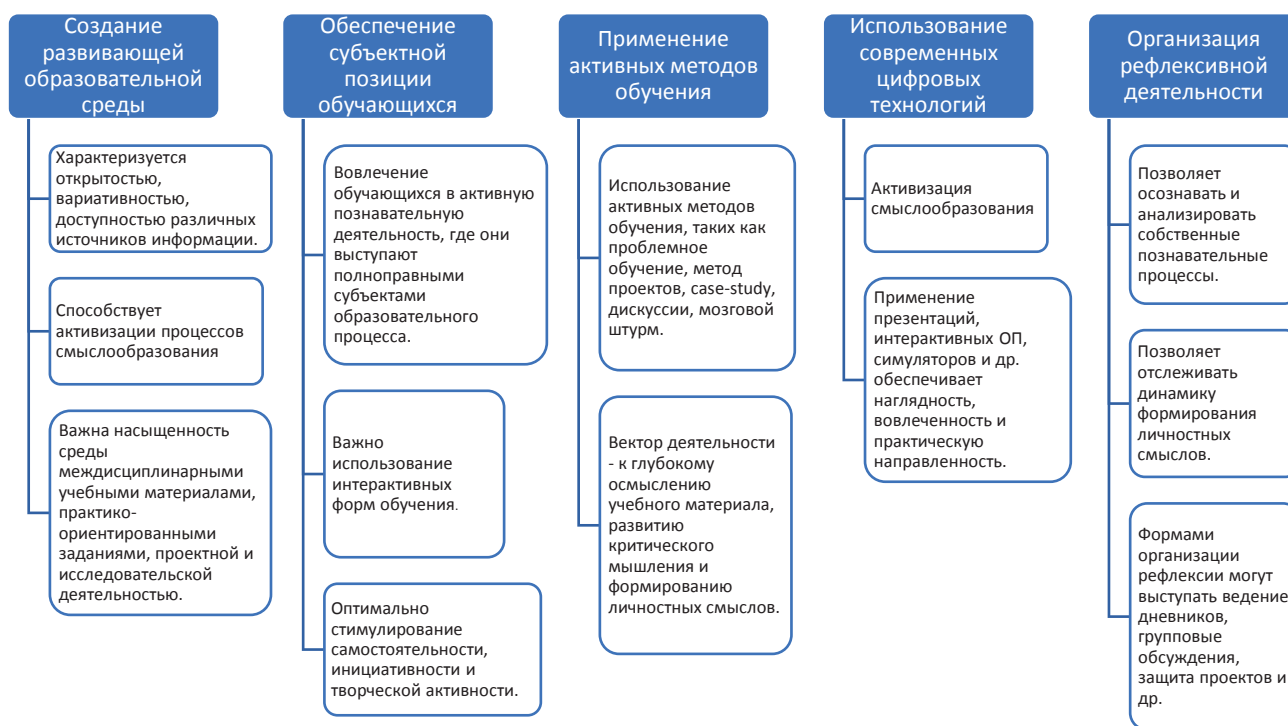 Создание
развивающей
образовательной
среды
Характеризуется
открытостью,
вариативностью,
доступностью различных
источников информации.
Способствует
активизации процессов
смыслообразования
Важна насыщенность
среды
междисциплинарными
учебными материалами,
практико-
ориентированными
заданиями, проектной и
исследовательской
деятельностью.
Обеспечение
субъектной
позиции
обучающихся
Вовлечение
обучающихся в активную
познавательную
деятельность, где они
выступают
полноправными
субъектами
образовательного
процесса.
Важно
использование
интерактивных
форм обучения.
Оптимально
стимулирование
самостоятельности,
инициативности и
творческой активности.
Применение
активных методов
обучения
Использование
активных методов
обучения, таких как
проблемное
обучение, метод
проектов, case-study,
дискуссии, мозговой
штурм.
Вектор деятельности
- к глубокому
осмыслению
учебного материала,
развитию
критического
мышления и
формированию
личностных смыслов.
Использование
современных
цифровых
технологий
Активизация
смыслообразования
Применение
презентаций,
интерактивных ОП,
симуляторов и др.
обеспечивает
наглядность,
вовлеченность и
практическую
направленность.
Организация
рефлексивной
деятельности
Позволяет
осознавать и
анализировать
собственные
познавательные
процессы.
Позволяет
отслеживать
динамику
формирования
личностных
смыслов.
Формами
организации
рефлексии могут
выступать ведение
дневников,
групповые
обсуждения,
защита проектов и
др.